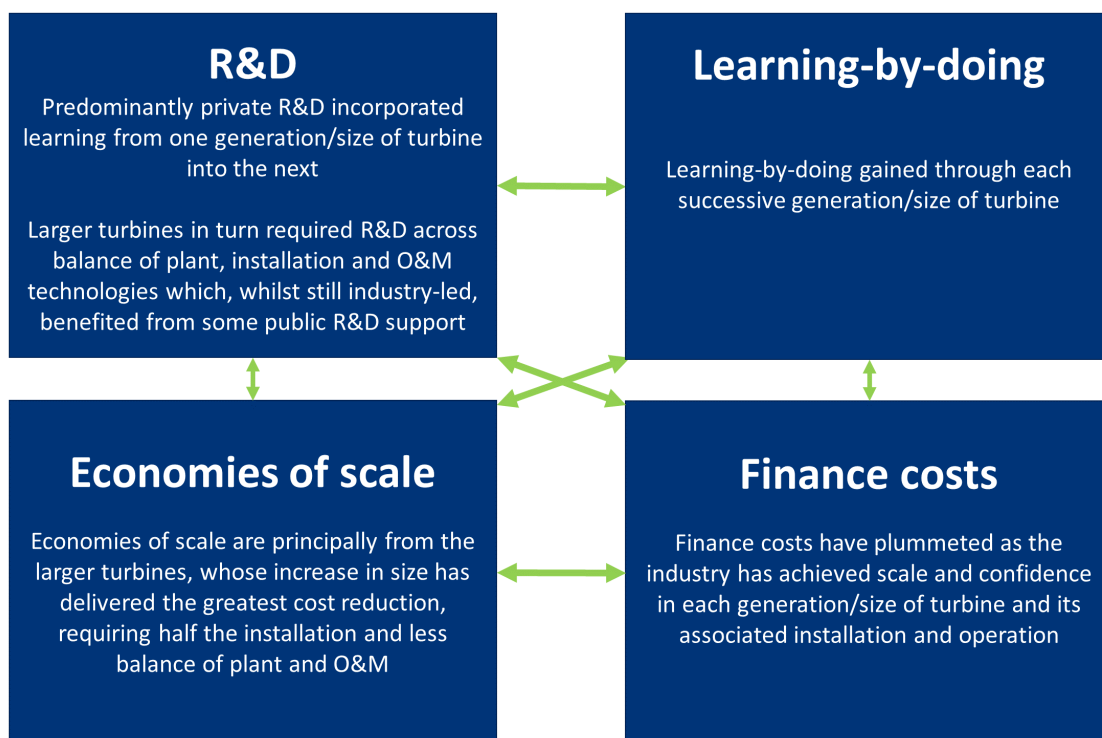 R&D
Predominantly private R&D incorporated
learning from one generation/size of turbine
into the next
Larger turbines in turn required R&D across
balance of plant, installation and O&M
technologies which, whilst still industry-led,
benefited from some public R&D support
Learning-by-doing
Learning-by-doing gained through each
successive generation/size of turbine
Economies of scale
Economies of scale are principally from the
larger turbines, whose increase in size has
delivered the greatest cost reduction,
requiring half the installation and less
balance of plant and O&M
Finance costs
Finance costs have plummeted as the
industry has achieved scale and confidence
in each generation/size of turbine and its
associated installation and operation